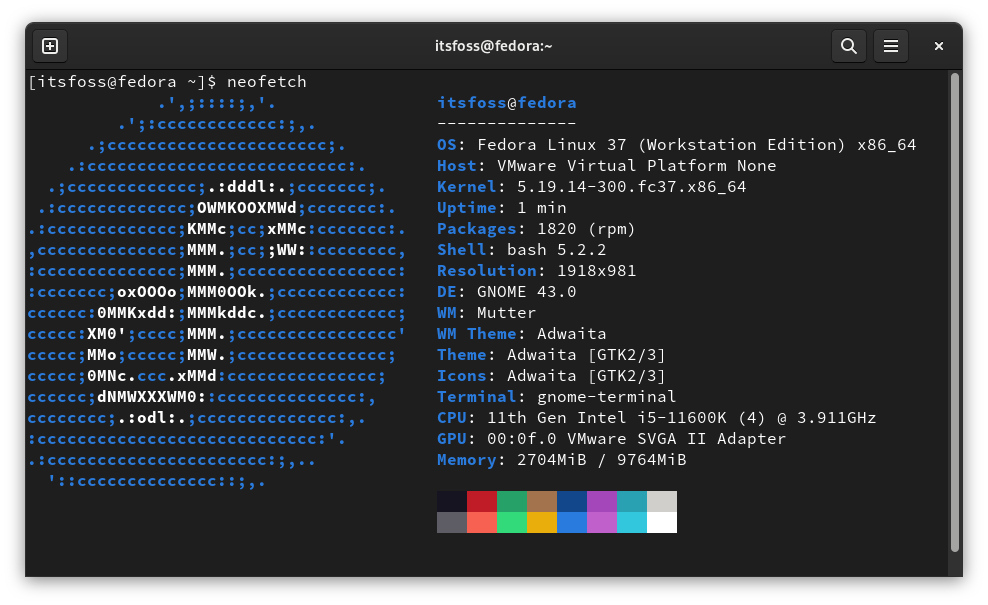 itsfoss@fedora:~
[itsfoss@fedora ~]$ neofetch
             .',;::::;,'.
         .';:cccccccccccc:;,.
      .;cccccccccccccccccccccc;.
    .:cccccccccccccccccccccccccc:.
  .;ccccccccccccc;.:dddl:.;ccccccc;.
 .:ccccccccccccc;OWMKOOXMWd;ccccccc:.
.:ccccccccccccc;KMMc;cc;xMMc:ccccccc:.
,cccccccccccccc;MMM.;cc;;WW::cccccccc,
:cccccccccccccc;MMM.;cccccccccccccccc:
:ccccccc;oxOOOo;MMM0OOk.;cccccccccccc:
cccccc:0MMKxdd:;MMMkddc.;cccccccccccc;
ccccc:XM0';cccc;MMM.;cccccccccccccccc'
ccccc;MMo;ccccc;MMW.;ccccccccccccccc;
ccccc;0MNc.ccc.xMMd:ccccccccccccccc;
cccccc;dNMWXXXWM0::cccccccccccccc:,
cccccccc;.:odl:.;cccccccccccccc:,.
:cccccccccccccccccccccccccccc:'.
.:cccccccccccccccccccccc:;,..
  '::cccccccccccccc::;,.
itsfoss@fedora
--------------
OS: Fedora Linux 37 (Workstation Edition) x86_64
Host: VMware Virtual Platform None
Kernel: 5.19.14-300.fc37.x86_64
Uptime: 1 min
Packages: 1820 (rpm)
Shell: bash 5.2.2
Resolution: 1918x981
DE: GNOME 43.0
WM: Mutter
WM Theme: Adwaita
Theme: Adwaita [GTK2/3]
Icons: Adwaita [GTK2/3]
Terminal: gnome-terminal
CPU: 11th Gen Intel i5-11600K (4) @ 3.911GHz
GPU: 00:0f.0 VMware SVGA II Adapter
Memory: 2704MiB / 9764MiB